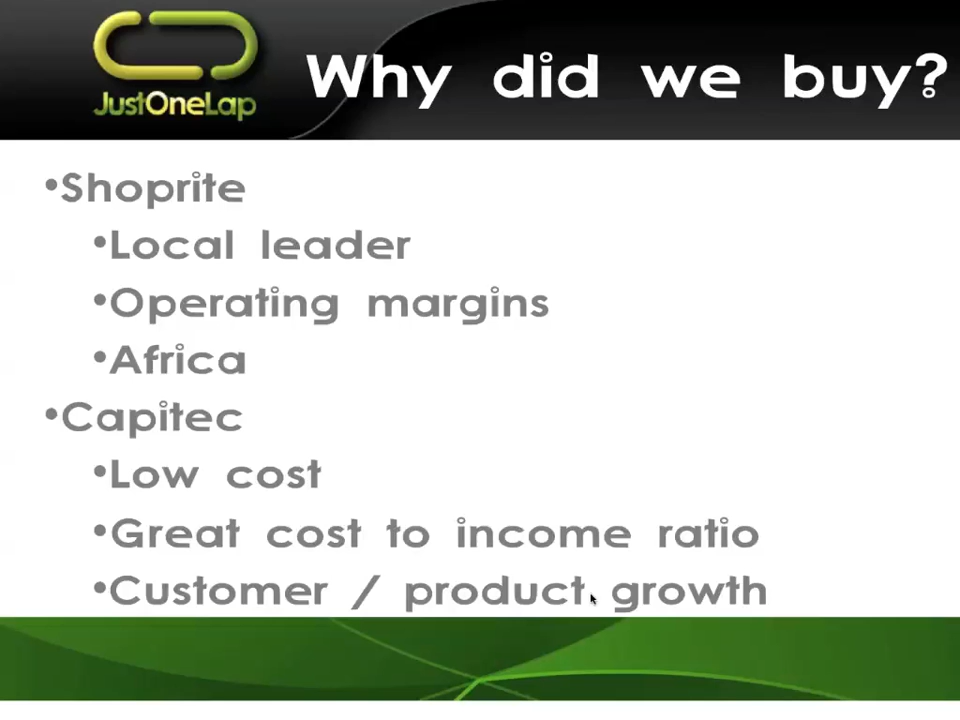 JustOneLap
Why did we buy?
•Shoprite
•Local leader
•Operating margins
•Africa
•Capitec
•Low cost
•Great cost to income ratio
•Customer / product growth